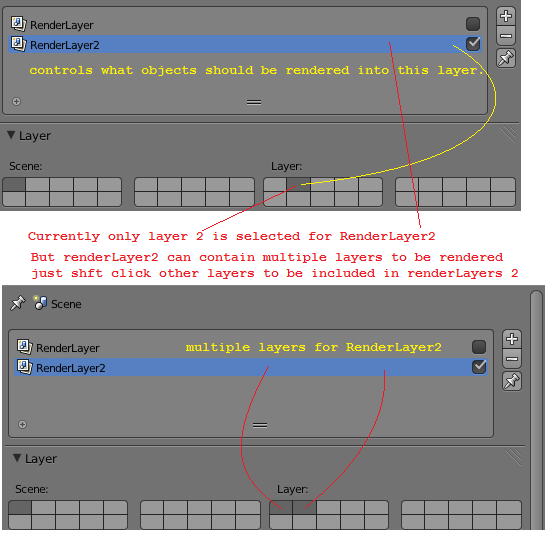 RenderLayer
RenderLayer2
controls what objects should be rendered into this layer.
Layer
Scene: Layer:
Currently only layer 2 is selected for RenderLayer2
But renderLayer2 can contain multiple layers to be rendered
just shft click other layers to be included in renderLayers 2
Scene
RenderLayer multiple layers for RenderLayer2
RenderLayer2
Layer
Scene: Layer: